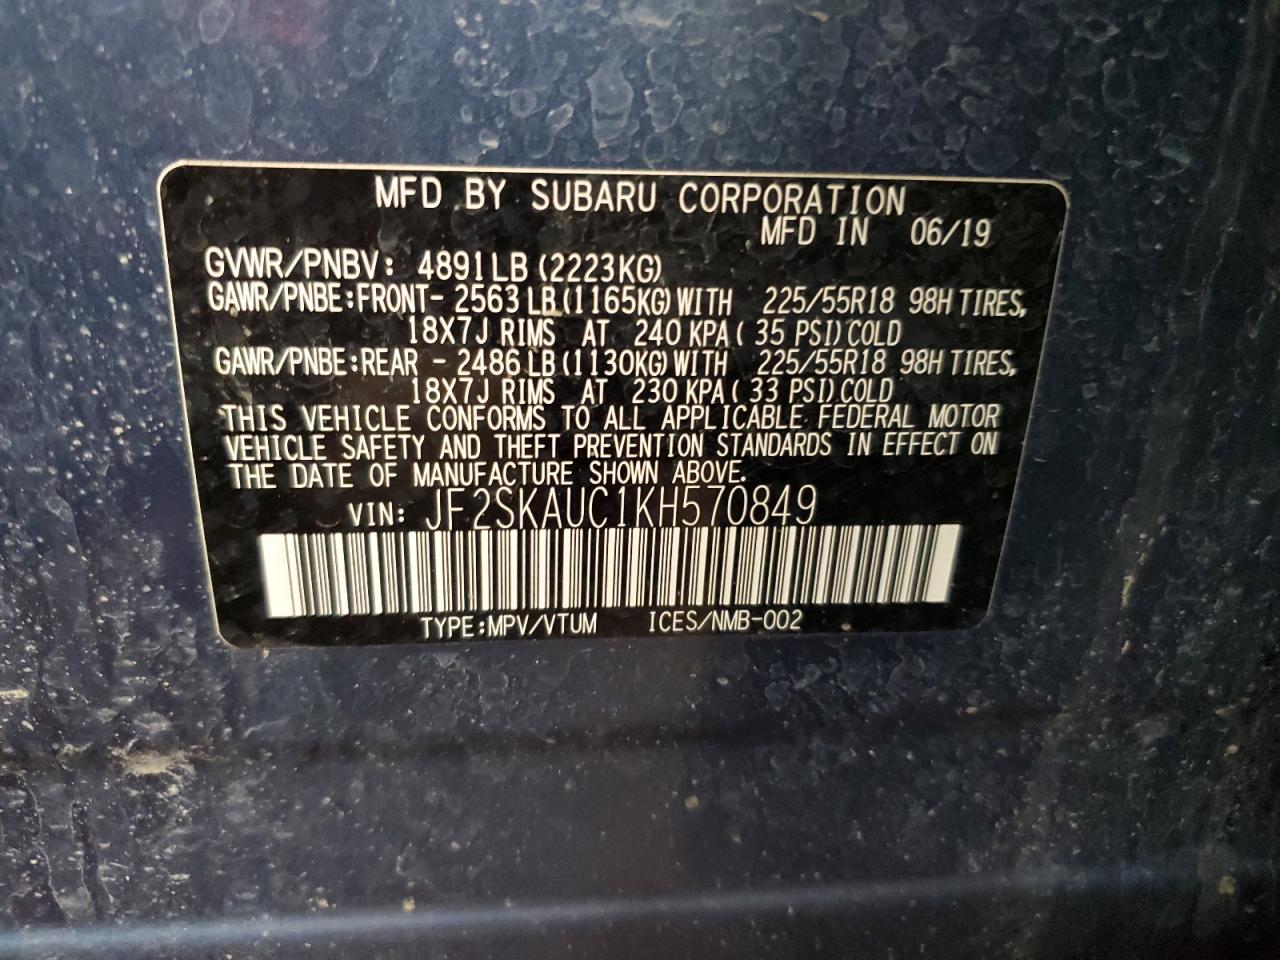 MFD BY SUBARU CORPORATION
MFD IN 06/19
GVWR/PNBV: 4891LB (2223KG)
GAWR/PNBE:FRONT- 2563 LB(1165KG)WITH 225/55R18 98H TIRES,
18X7J RIMS AT 240 KPA( 35 PSI)COLD
GAWR/PNBE:REAR - 2486 LB(1130KG)WITH 225/55R18 98H TIRES,
18X7J RIMS AT 230 KPA( 33 PSI)COLD
THIS VEHICLE CONFORMS TO ALL APPLICABLE FEDERAL MOTOR
VEHICLE SAFETY AND THEFT PREVENTION STANDARDS IN EFFECT ON
THE DATE OF MANUFACTURE SHOWN ABOVE.
VIN: JF2SKAUC1KH570849
TYPE:MPV/VTUM ICES/NMB-002